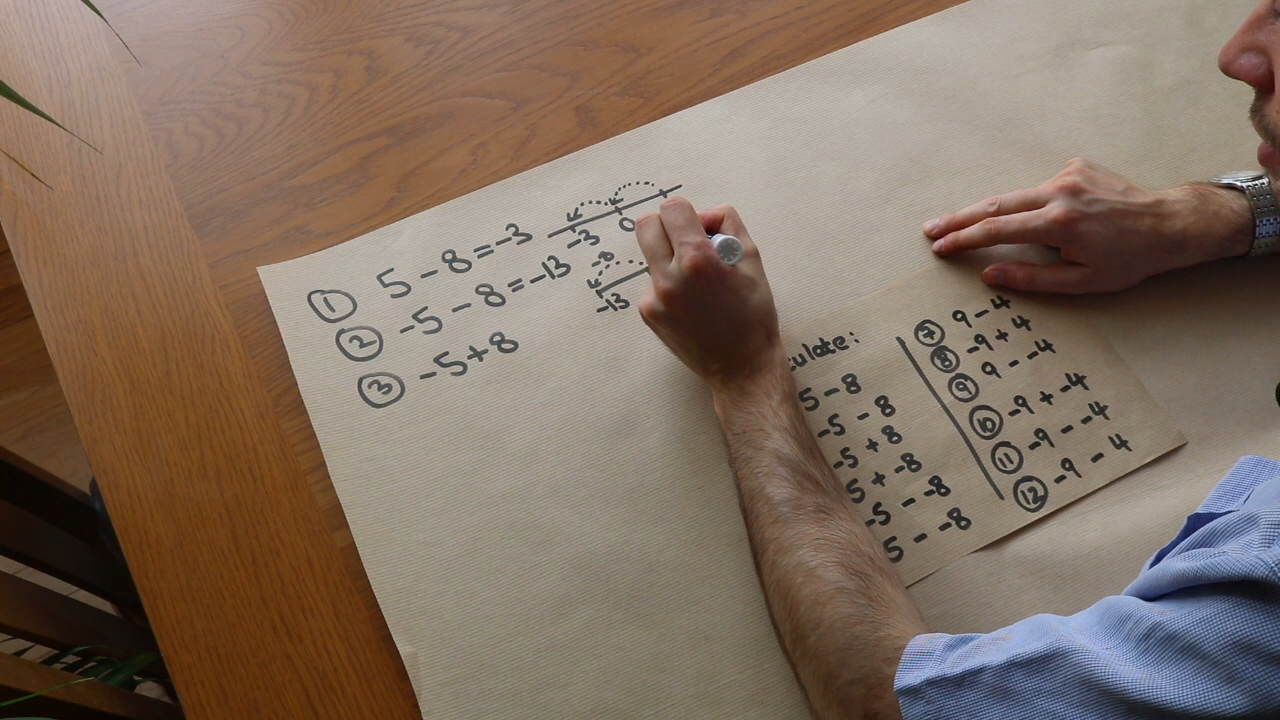 ① 5 - 8 = -3
-3 0
② -5 - 8 = -13
-8
-13
③ -5 + 8
culate:
5 - 8
-5 - 8
-5 + 8
5 + -8
-5 - -8
5 - -8
⑦ 9 - 4
⑧ -9 + 4
⑨ 9 - -4
⑩ -9 + -4
⑪ -9 - -4
⑫ -9 - 4